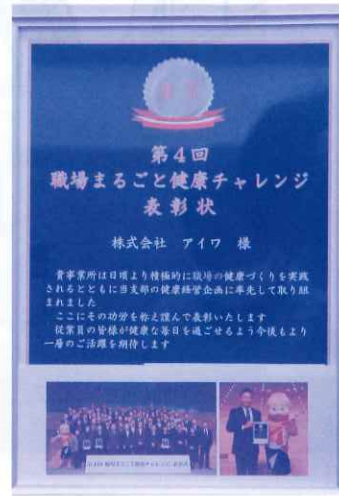 第4回
職場まるごと健康チャレンジ
表彰状
株式会社 アイワ 様
貴事業所は日頃より積極的に職場の健康づくりを実践
されるとともに当支部の健康経営企画に率先して取り組
まれました
ここにその功労を称え謹んで表彰いたします
従業員の皆様が健康な毎日を過ごせるよう今後もより
一層のご活躍を期待します